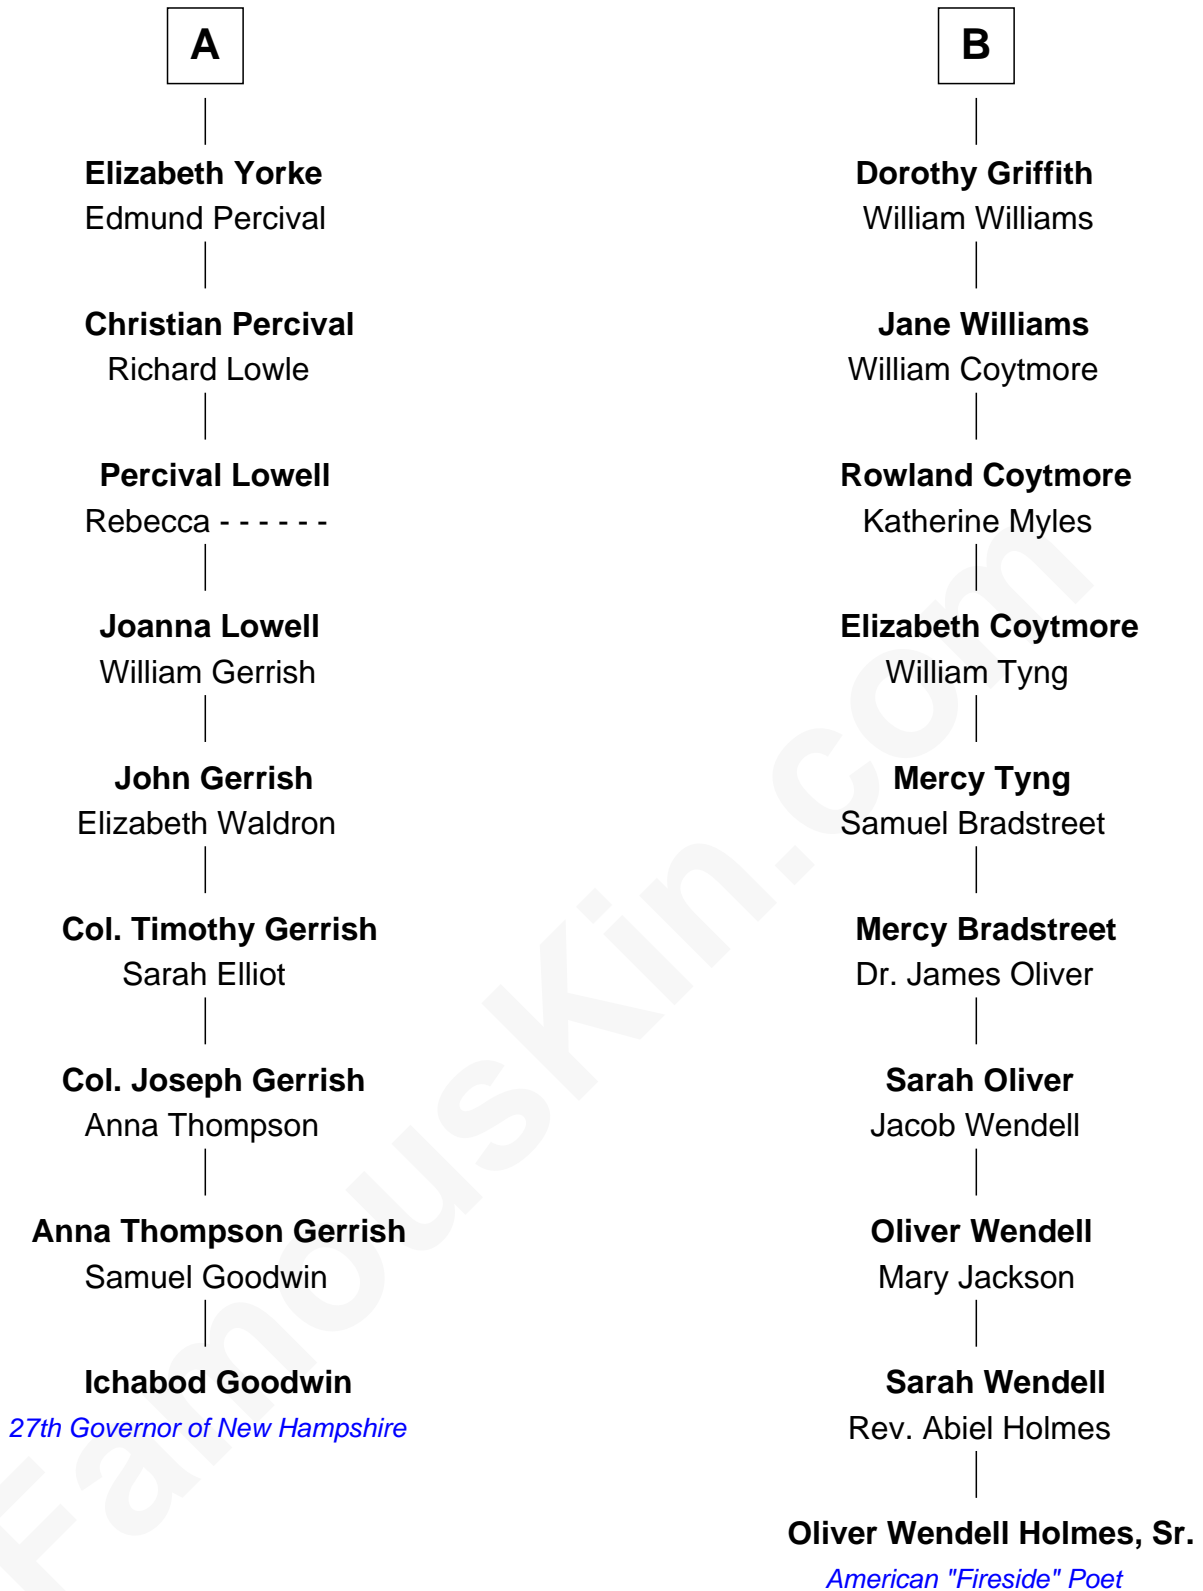 A
Elizabeth Yorke
Edmund Percival
Christian Percival
Richard Lowle
Percival Lowell
Rebecca - - - - - -
Joanna Lowell
William Gerrish
John Gerrish
Elizabeth Waldron
Col. Timothy Gerrish
Sarah Elliot
Col. Joseph Gerrish
Anna Thompson
Anna Thompson Gerrish
Samuel Goodwin
Ichabod Goodwin
27th Governor of New Hampshire
B
Dorothy Griffith
William Williams
Jane Williams
William Coytmore
Rowland Coytmore
Katherine Myles
Elizabeth Coytmore
William Tyng
Mercy Tyng
Samuel Bradstreet
Mercy Bradstreet
Dr. James Oliver
Sarah Oliver
Jacob Wendell
Oliver Wendell
Mary Jackson
Sarah Wendell
Rev. Abiel Holmes
Oliver Wendell Holmes, Sr.
American "Fireside" Poet
FamousKin.com